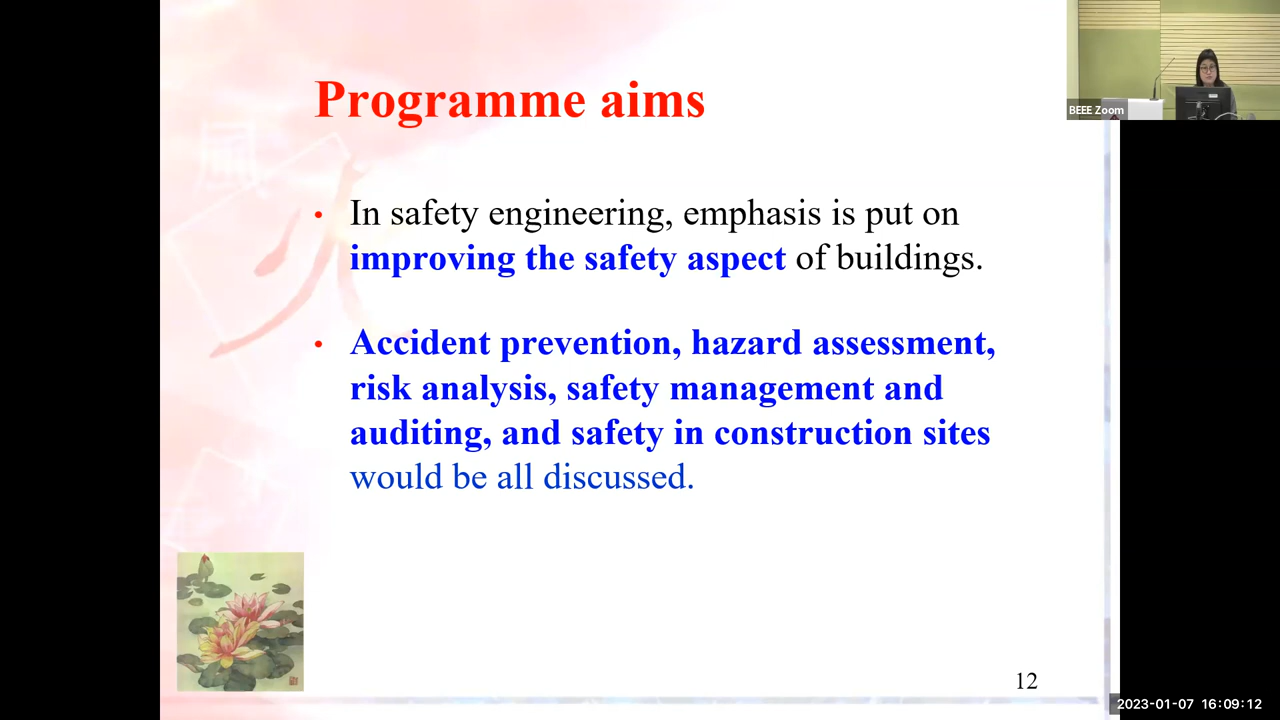 Programme aims
• In safety engineering, emphasis is put on
improving the safety aspect of buildings.
• Accident prevention, hazard assessment,
risk analysis, safety management and
auditing, and safety in construction sites
would be all discussed.
12
BEEE Zoom
2023-01-07 16:09:12